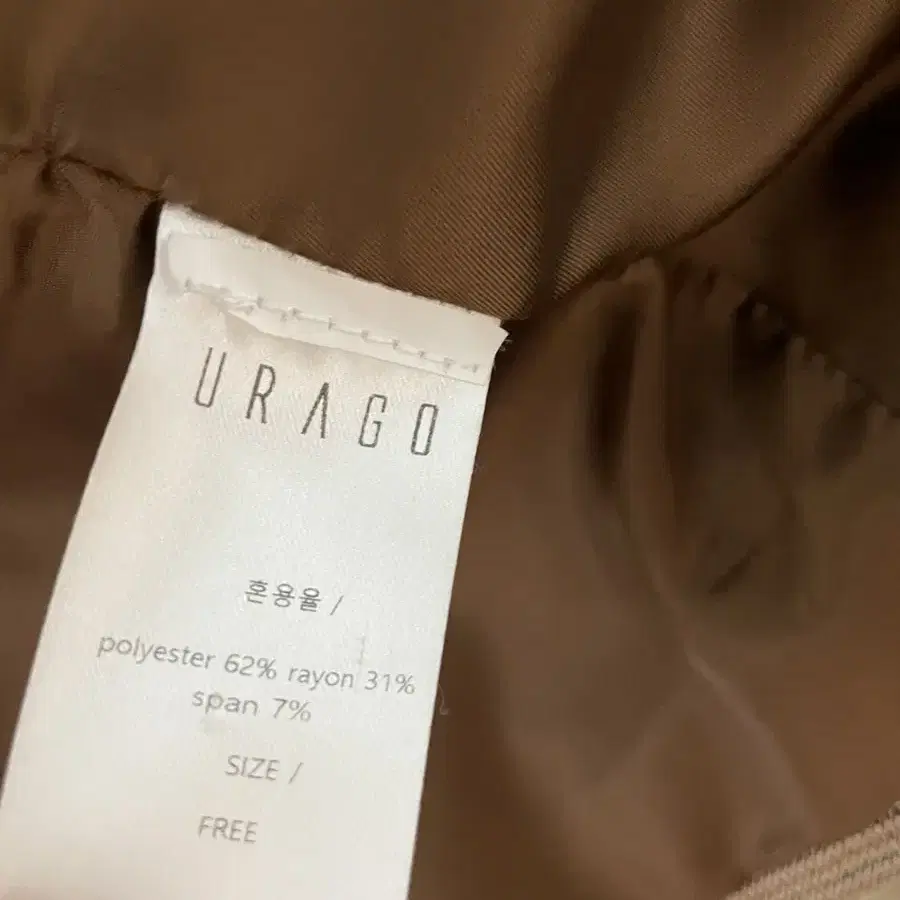 URAGO
혼용율 /
polyester 62% rayon 31%
span 7%
SIZE /
FREE